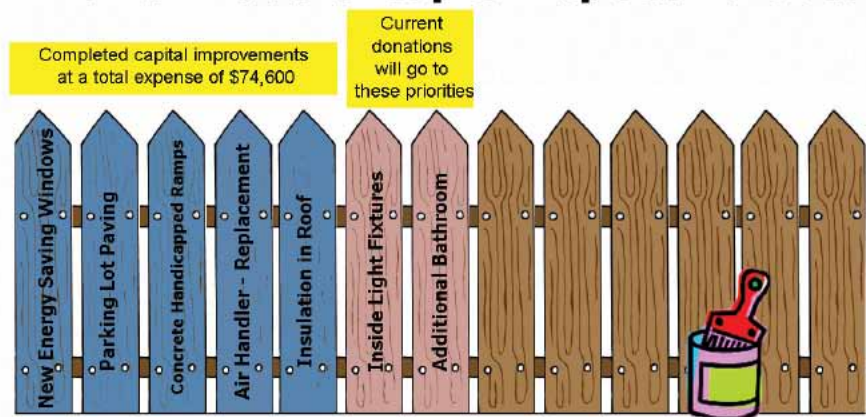 Completed capital improvements
at a total expense of $74,600
Current
donations
will go to
these priorities
New Energy Saving Windows
Parking Lot Paving
Concrete Handicapped Ramps
Air Handler - Replacement
Insulation in Roof
Inside Light Fixtures
Additional Bathroom